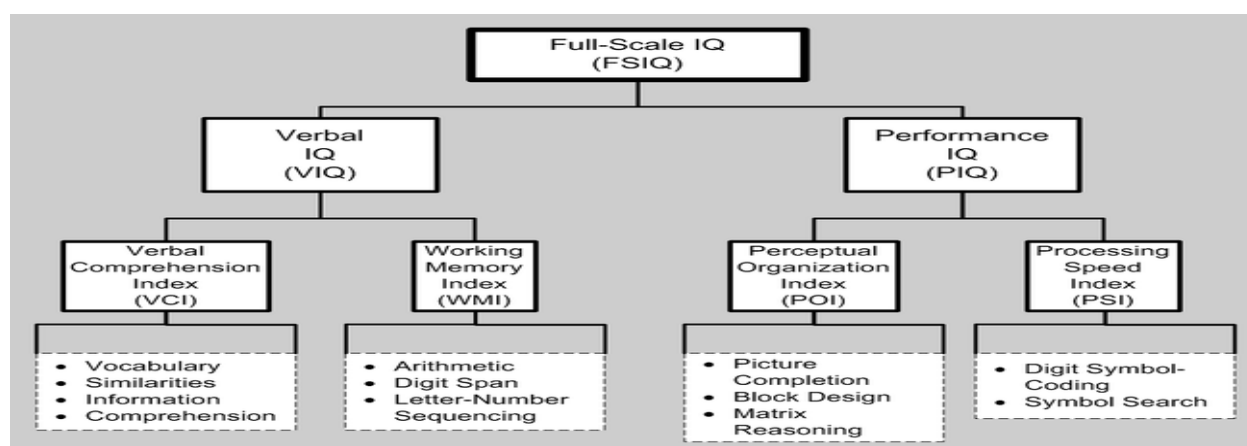 Full-Scale IQ
(FSIQ)
Verbal
IQ
(VIQ)
Performance
IQ
(PIQ)
Verbal
Comprehension
Index
(VCI)
Working
Memory
Index
(WMI)
Perceptual
Organization
Index
(POI)
Processing
Speed
Index
(PSI)
• Vocabulary
• Similarities
• Information
• Comprehension
• Arithmetic
• Digit Span
• Letter-Number
Sequencing
• Picture
Completion
• Block Design
• Matrix
Reasoning
• Digit Symbol-
Coding
• Symbol Search